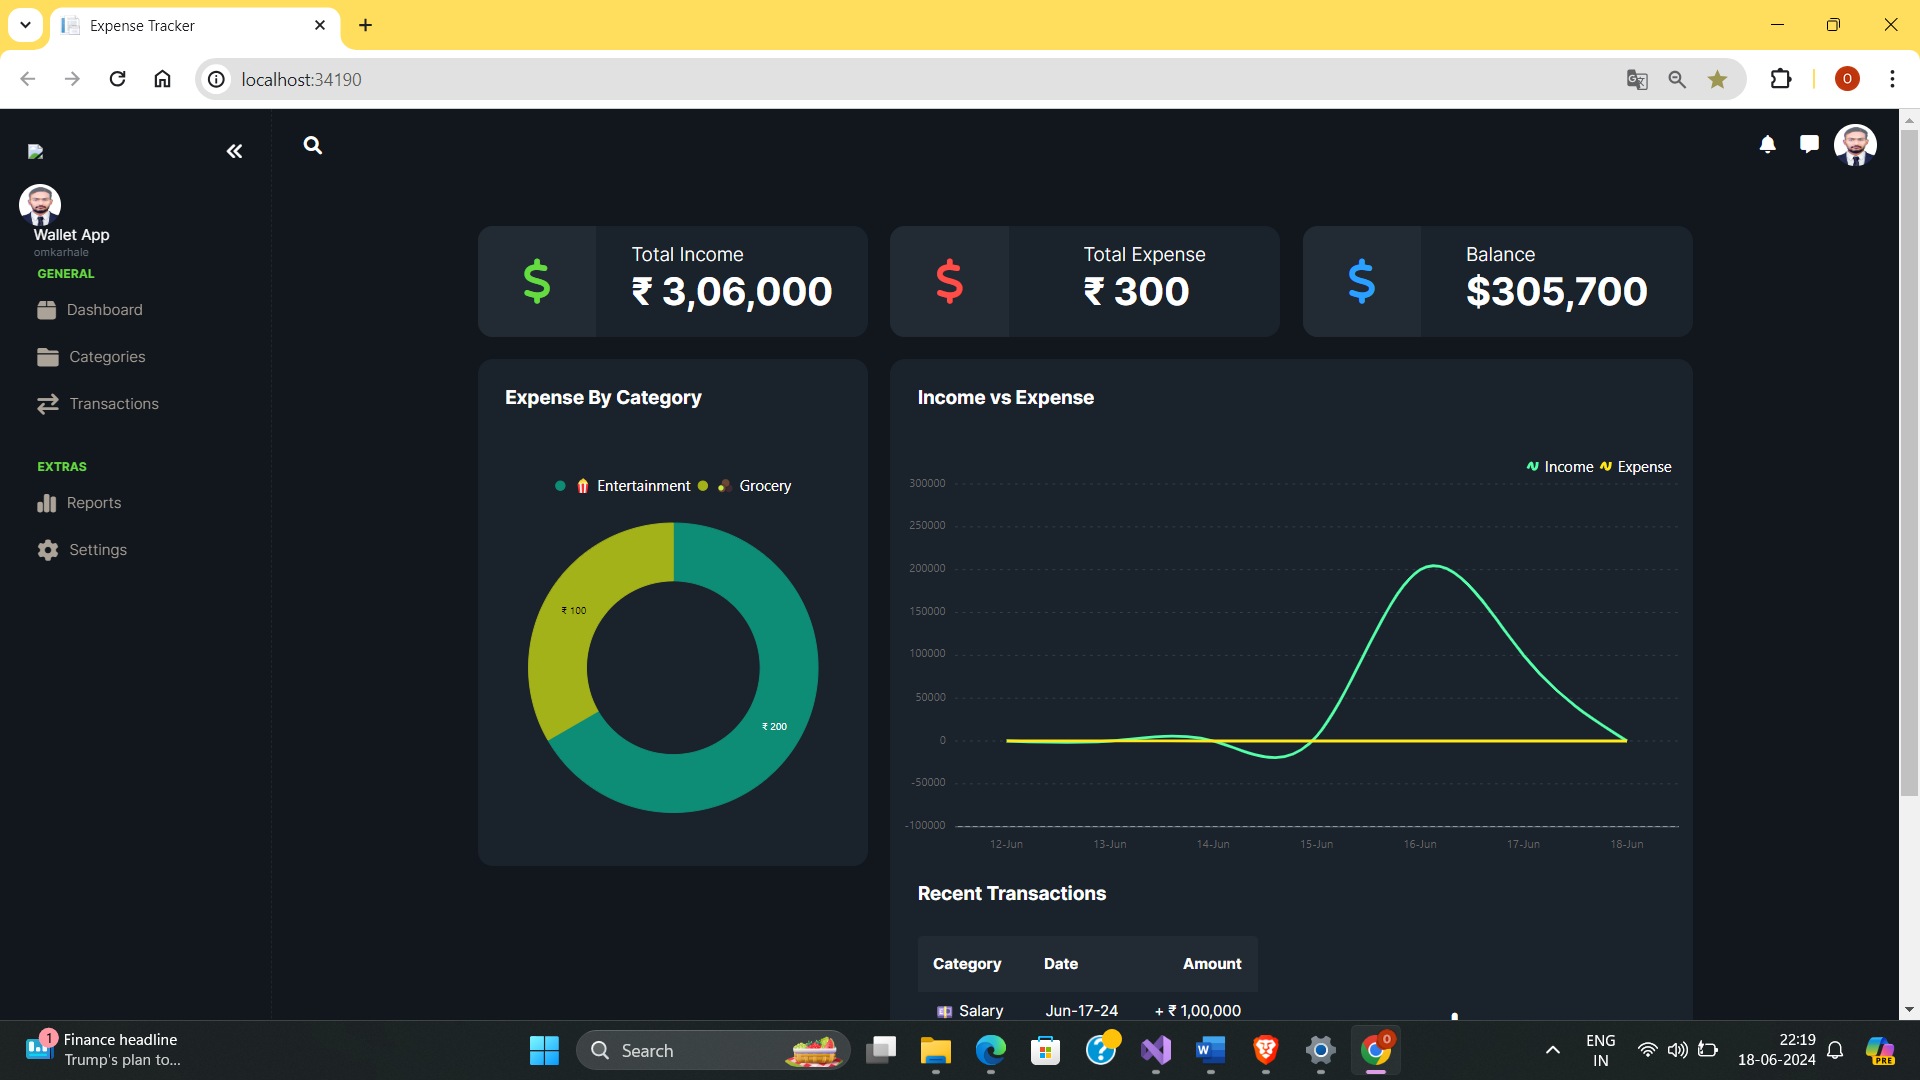 Expense Tracker
localhost:34190
O
Wallet App
omkarhale
GENERAL
Dashboard
Categories
Transactions
EXTRAS
Reports
Settings
Total Income
₹ 3,06,000
Total Expense
₹ 300
Balance
$305,700
Expense By Category
Entertainment Grocery
₹ 100
₹ 200
Income vs Expense
Income Expense
300000
250000
200000
150000
100000
50000
0
-50000
-100000
12-Jun 13-Jun 14-Jun 15-Jun 16-Jun 17-Jun 18-Jun
Recent Transactions
Category Date Amount
Salary Jun-17-24 + ₹ 1,00,000
1
Finance headline
Trump's plan to...
Search
O
ENG
IN
22:19
18-06-2024
PRE